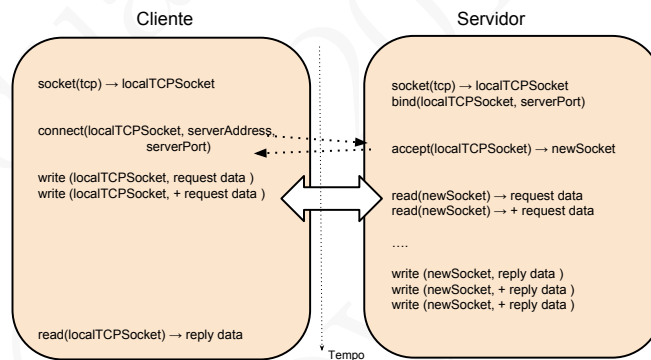 Cliente
socket(tcp) → localTCPSocket
connect(localTCPSocket, serverAddress,
serverPort)
write (localTCPSocket, request data )
write (localTCPSocket, + request data )
read(localTCPSocket) → reply data
Tempo
Servidor
socket(tcp) → localTCPSocket
bind(localTCPSocket, serverPort)
accept(localTCPSocket) → newSocket
read(newSocket) → request data
read(newSocket) → + request data
....
write (newSocket, reply data )
write (newSocket, + reply data )
write (newSocket, + reply data )